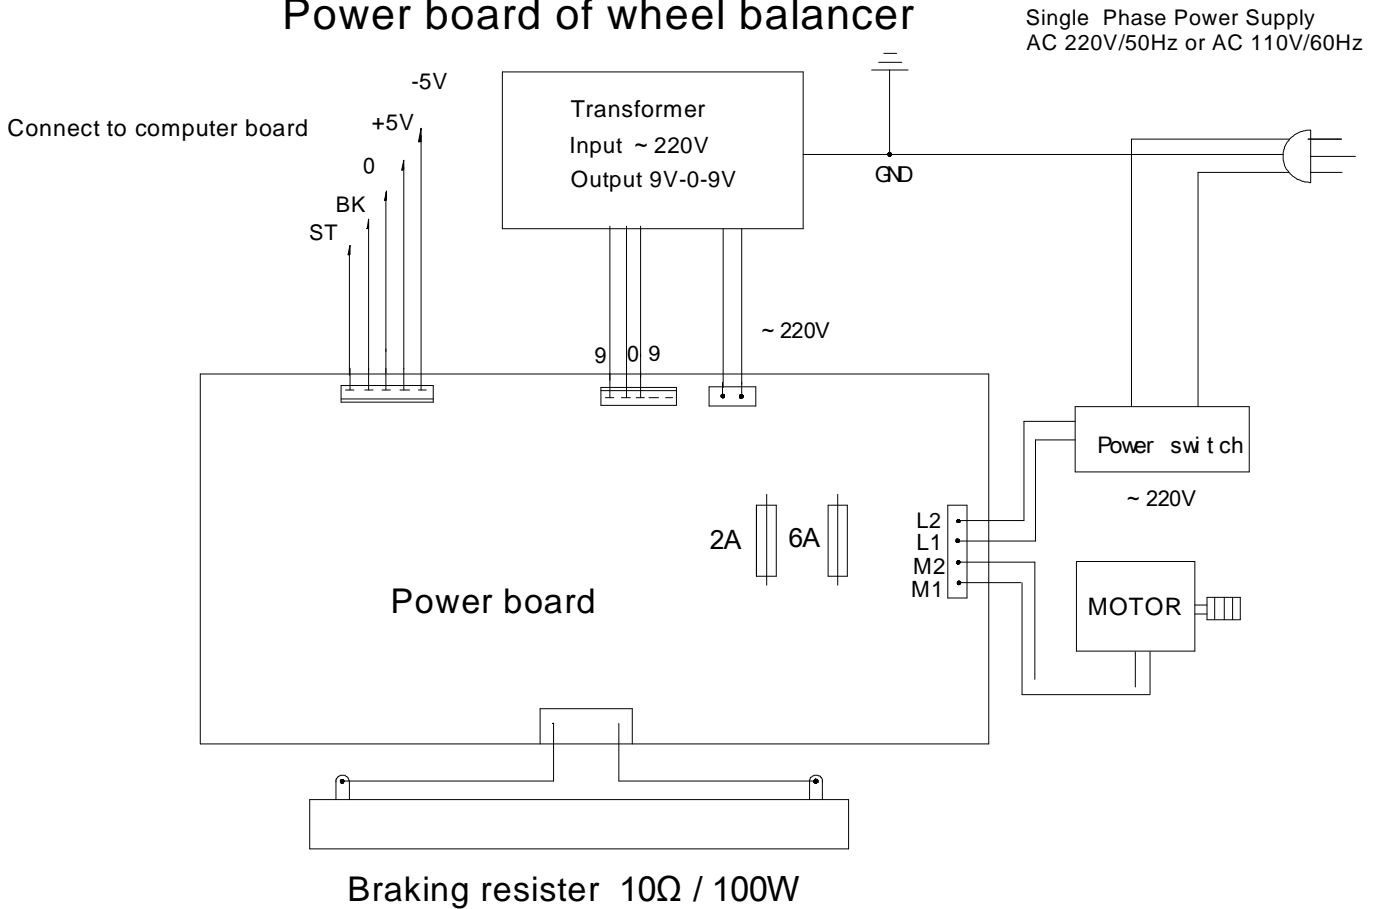 Power board of wheel balancer
Single Phase Power Supply
AC 220V/50Hz or AC 110V/60Hz
-5V
Connect to computer board
+5V
0
BK
ST
Transformer
Input ~ 220V
Output 9V-0-9V
GND
~ 220V
9 0 9
Power switch
~ 220V
2A 6A
L2
L1
M2
M1
Power board
MOTOR
Braking resister 10Ω / 100W